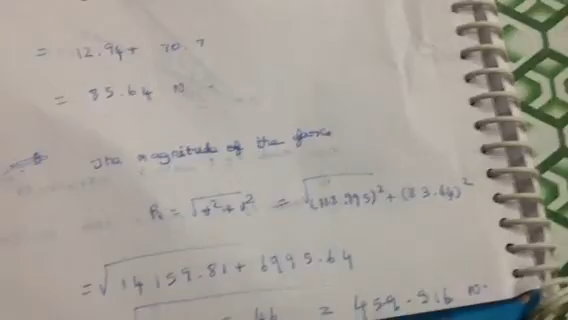 = 12.94 + 70.7
= 85.64 N
The magnitude of the force
R = √x² + y² = √(118.995)² + (83.64)²
= √14159.81 + 6995.64
= 459.916 N.